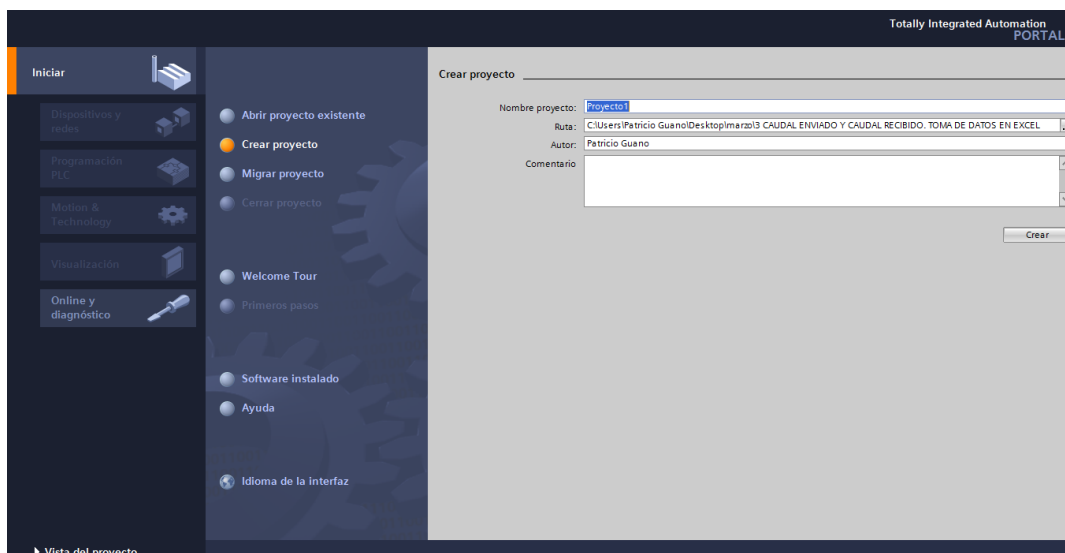 Totally Integrated Automation
PORTAL
Iniciar
Dispositivos y
redes
Programación
PLC
Motion &
Technology
Visualización
Online y
diagnóstico
Abrir proyecto existente
Crear proyecto
Migrar proyecto
Cerrar proyecto
Welcome Tour
Primeros pasos
Software instalado
Ayuda
Idioma de la interfaz
Crear proyecto
Nombre proyecto: Proyecto1
Ruta: C:\Users\Patricio Guano\Desktop\marzo\3 CAUDAL ENVIADO Y CAUDAL RECIBIDO. TOMA DE DATOS EN EXCEL
Autor: Patricio Guano
Comentario
Crear
Vista del proyecto